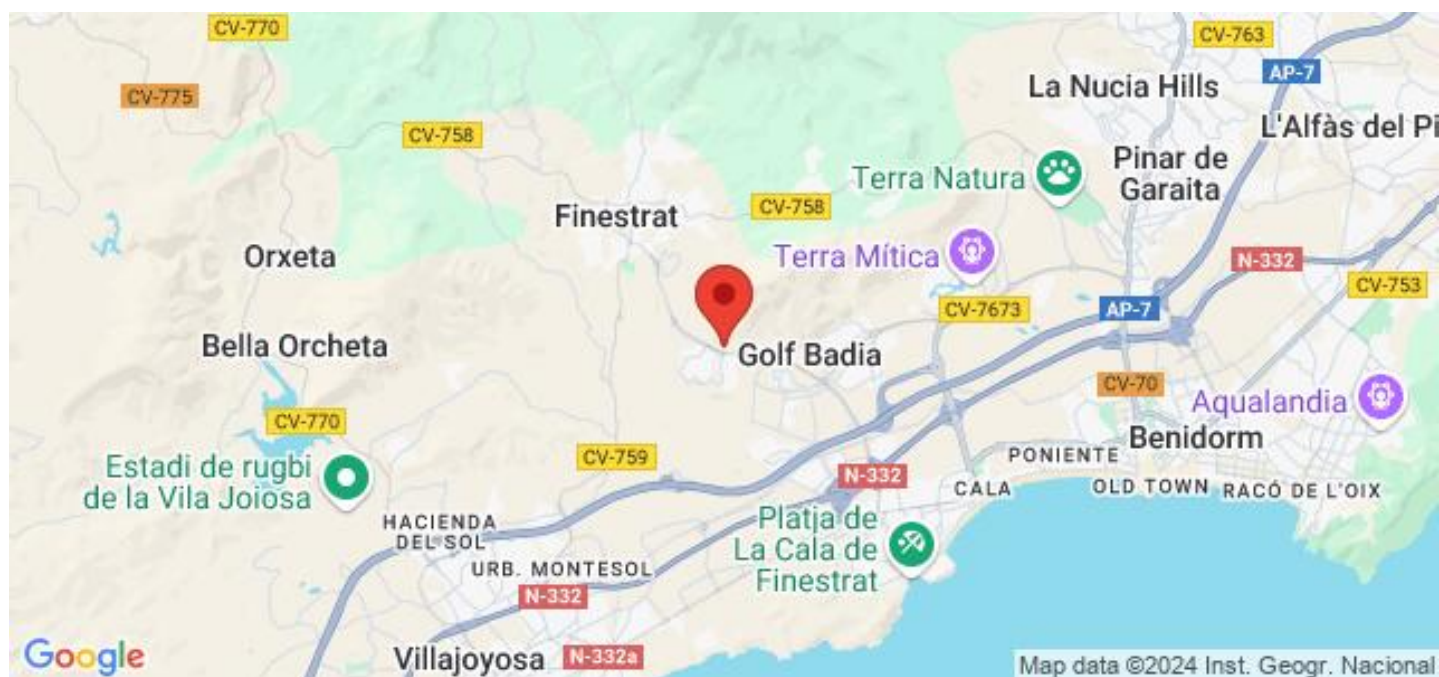 CV-770
CV-763
AP-7
La Nucia Hills
CV-775
L'Alfàs del Pi
CV-758
Pinar de
Garaita
Terra Natura
Finestrat
CV-758
Orxeta
Terra Mítica
N-332
CV-753
CV-7673
AP-7
Bella Orcheta
Golf Badia
CV-70
Aqualandia
CV-770
Benidorm
Estadi de rugbi
de la Vila Joiosa
CV-759
PONIENTE
N-332
CALA
OLD TOWN
RACÓ DE L'OIX
HACIENDA
DEL SOL
Platja de
La Cala de
Finestrat
URB. MONTESOL
N-332
Villajoyosa
N-332a
Google
Map data ©2024 Inst. Geogr. Nacional